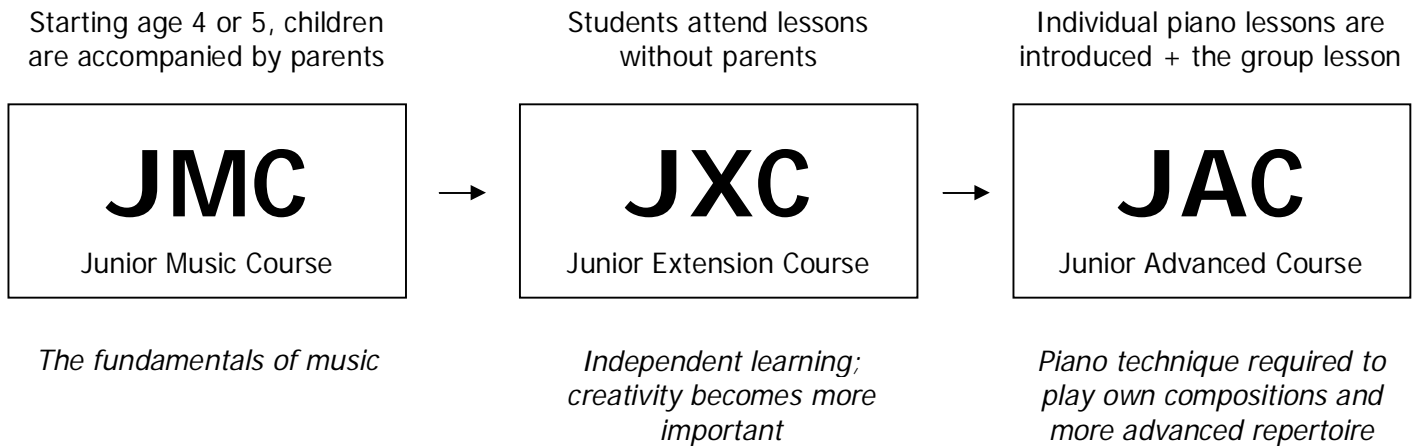 Starting age 4 or 5, children
are accompanied by parents
JMC
Junior Music Course
The fundamentals of music
Students attend lessons
without parents
JXC
Junior Extension Course
Independent learning;
creativity becomes more
important
Individual piano lessons are
introduced + the group lesson
JAC
Junior Advanced Course
Piano technique required to
play own compositions and
more advanced repertoire